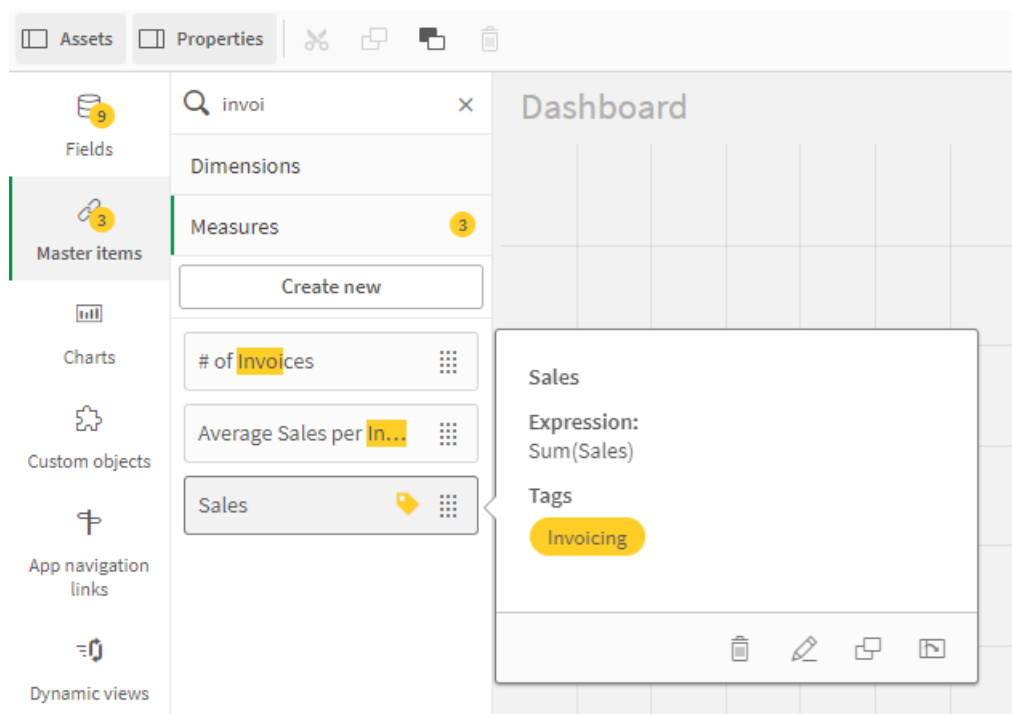 Assets
Properties
9
Fields
3
Master items
Charts
Custom objects
App navigation
links
Dynamic views
invoi
Dimensions
Measures
3
Create new
# of Invoices
Average Sales per In...
Sales
Dashboard
Sales
Expression:
Sum(Sales)
Tags
Invoicing